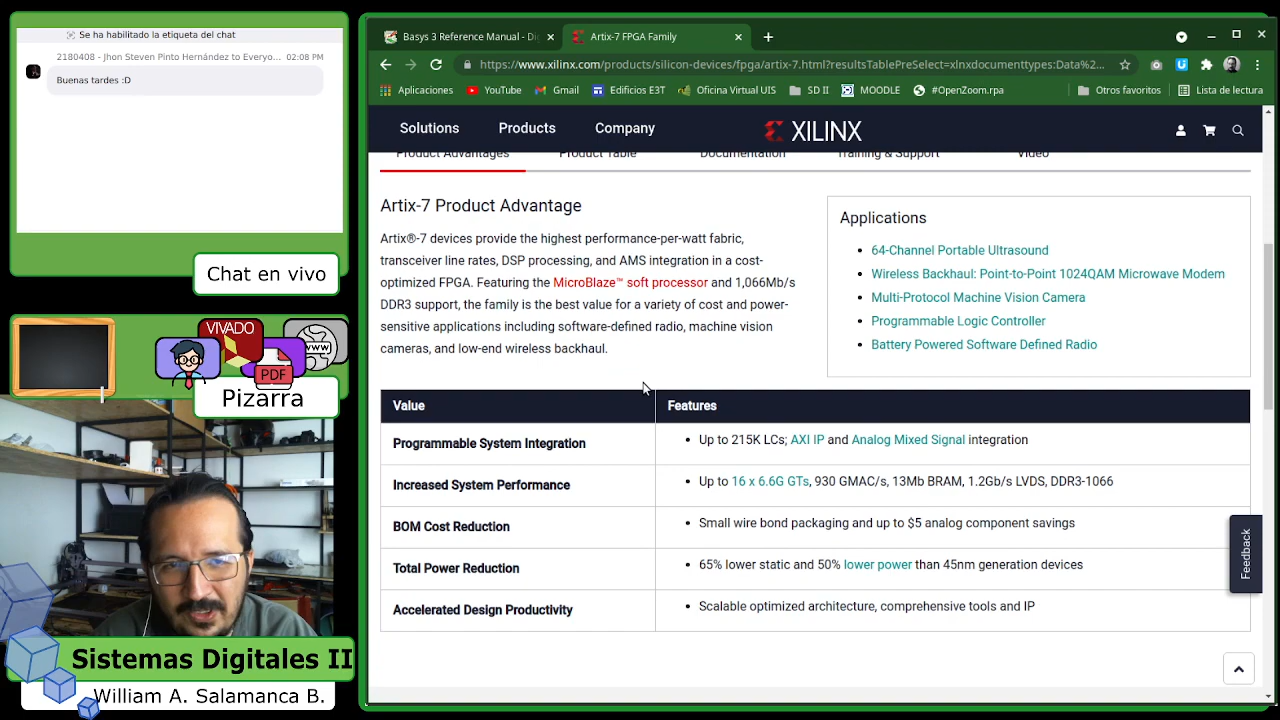 Se ha habilitado la etiqueta del chat
2180408 - Jhon Steven Pinto Hernández to Everyo... 02:08 PM
Buenas tardes :D
Chat en vivo
VIVADO
WWW
PDF
Pizarra
Sistemas Digitales II
William A. Salamanca B.
Basys 3 Reference Manual - Di
Artix-7 FPGA Family
https://www.xilinx.com/products/silicon-devices/fpga/artix-7.html?resultsTablePreSelect=xlnxdocumenttypes:Data%2...
Aplicaciones YouTube Gmail Edificios E3T Oficina Virtual UIS SD II MOODLE #OpenZoom.rpa Otros favoritos Lista de lectura
Solutions Products Company XILINX
Product Advantages Product Table Documentation Training & Support Video
Artix-7 Product Advantage
Artix®-7 devices provide the highest performance-per-watt fabric,
transceiver line rates, DSP processing, and AMS integration in a cost-
optimized FPGA. Featuring the MicroBlaze™ soft processor and 1,066Mb/s
DDR3 support, the family is the best value for a variety of cost and power-
sensitive applications including software-defined radio, machine vision
cameras, and low-end wireless backhaul.
Applications
64-Channel Portable Ultrasound
Wireless Backhaul: Point-to-Point 1024QAM Microwave Modem
Multi-Protocol Machine Vision Camera
Programmable Logic Controller
Battery Powered Software Defined Radio
Value Features
Programmable System Integration Up to 215K LCs; AXI IP and Analog Mixed Signal integration
Increased System Performance Up to 16 x 6.6G GTs, 930 GMAC/s, 13Mb BRAM, 1.2Gb/s LVDS, DDR3-1066
BOM Cost Reduction Small wire bond packaging and up to $5 analog component savings
Total Power Reduction 65% lower static and 50% lower power than 45nm generation devices
Accelerated Design Productivity Scalable optimized architecture, comprehensive tools and IP
Feedback